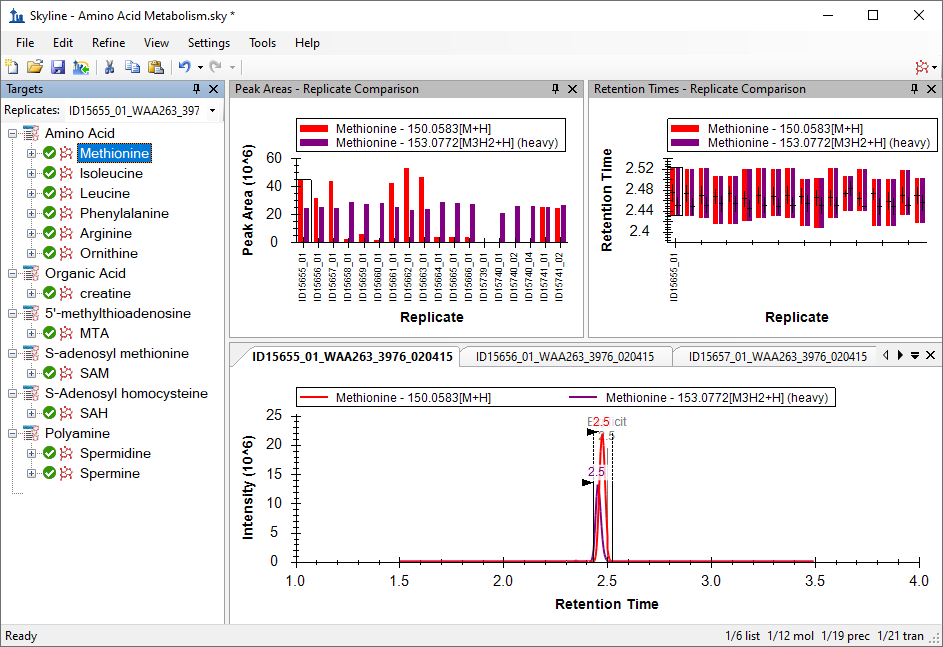 Skyline - Amino Acid Metabolism.sky *
File Edit Refine View Settings Tools Help
Targets
Replicates: ID15655_01_WAA263_397
Amino Acid
Methionine
Isoleucine
Leucine
Phenylalanine
Arginine
Ornithine
Organic Acid
creatine
5'-methylthioadenosine
MTA
S-adenosyl methionine
SAM
S-Adenosyl homocysteine
SAH
Polyamine
Spermidine
Spermine
Peak Areas - Replicate Comparison
Methionine - 150.0583[M+H]
Methionine - 153.0772[M3H2+H] (heavy)
Peak Area (10^6)
60
40
20
0
ID15655_01
ID15656_01
ID15657_01
ID15658_01
ID15659_01
ID15660_01
ID15661_01
ID15662_01
ID15663_01
ID15664_01
ID15665_01
ID15666_01
ID15739_01
ID15740_01
ID15740_02
ID15740_04
ID15741_01
ID15741_02
Replicate
Retention Times - Replicate Comparison
Methionine - 150.0583[M+H]
Methionine - 153.0772[M3H2+H] (heavy)
Retention Time
2.52
2.48
2.44
2.4
ID15655_01
Replicate
ID15655_01_WAA263_3976_020415 ID15656_01_WAA263_3976_020415 ID15657_01_WAA263_3976_020415
Methionine - 150.0583[M+H] Methionine - 153.0772[M3H2+H] (heavy)
Intensity (10^6)
25
20
15
10
5
0
2.5
2.5
1.0 1.5 2.0 2.5 3.0 3.5 4.0
Retention Time
Ready 1/6 list 1/12 mol 1/19 prec 1/21 tran